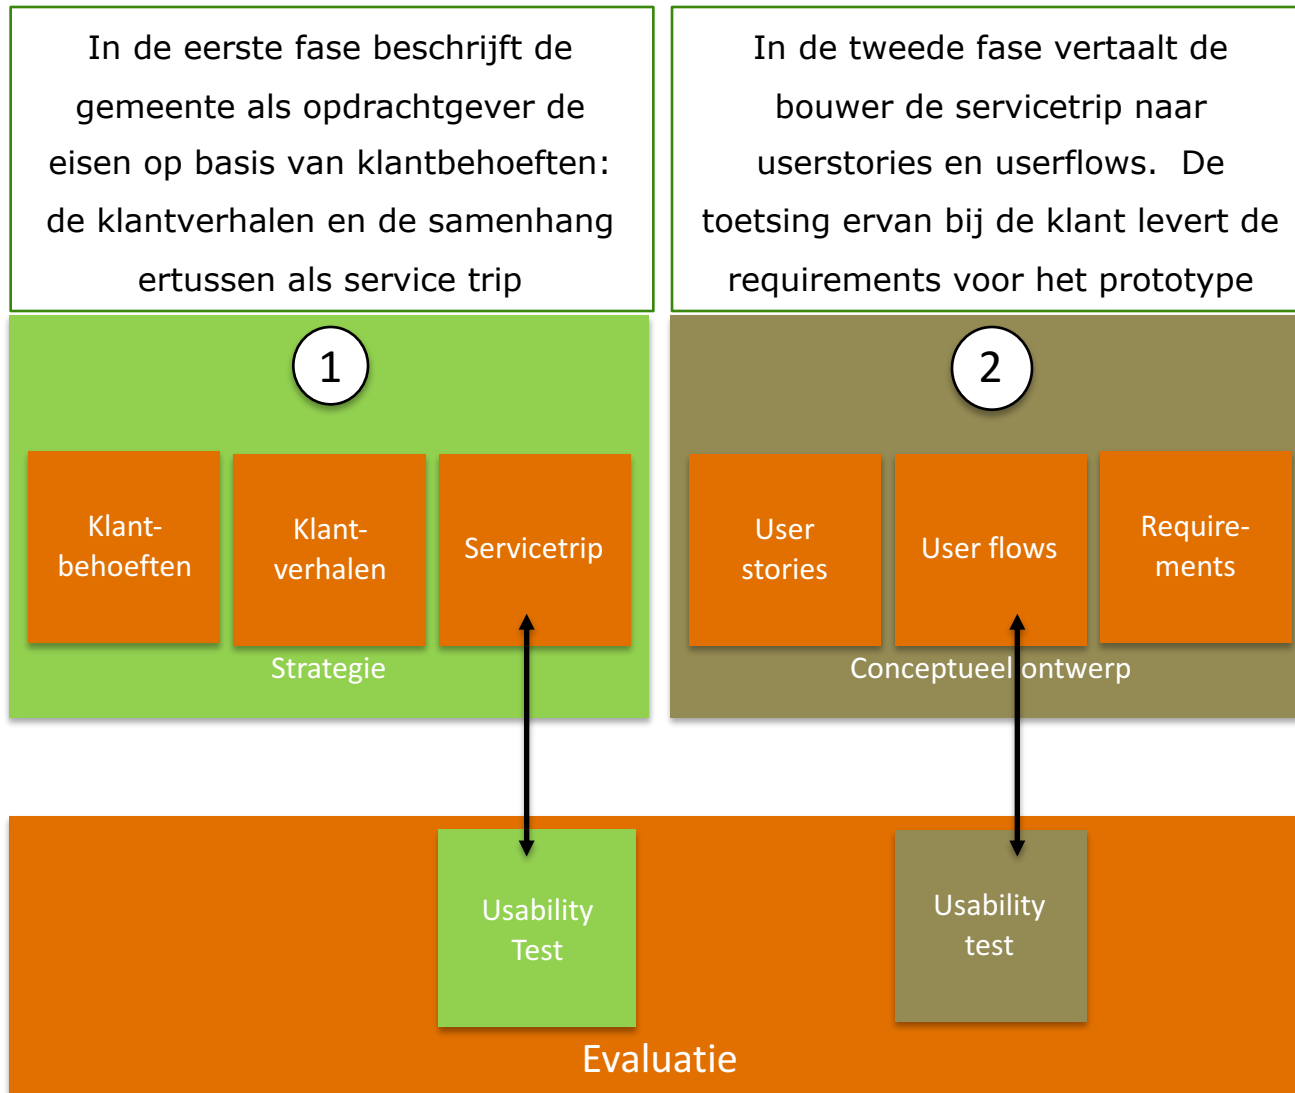 In de eerste fase beschrijft de
gemeente als opdrachtgever de
eisen op basis van klantbehoeften:
de klantverhalen en de samenhang
ertussen als service trip
In de tweede fase vertaalt de
bouwer de servicetrip naar
userstories en userflows.  De
toetsing ervan bij de klant levert de
requirements voor het prototype
1
Klant-
behoeften
Klant-
verhalen
Servicetrip
Strategie
2
User
stories
User flows
Require-
ments
Conceptueel ontwerp
Usability
Test
Usability
test
Evaluatie